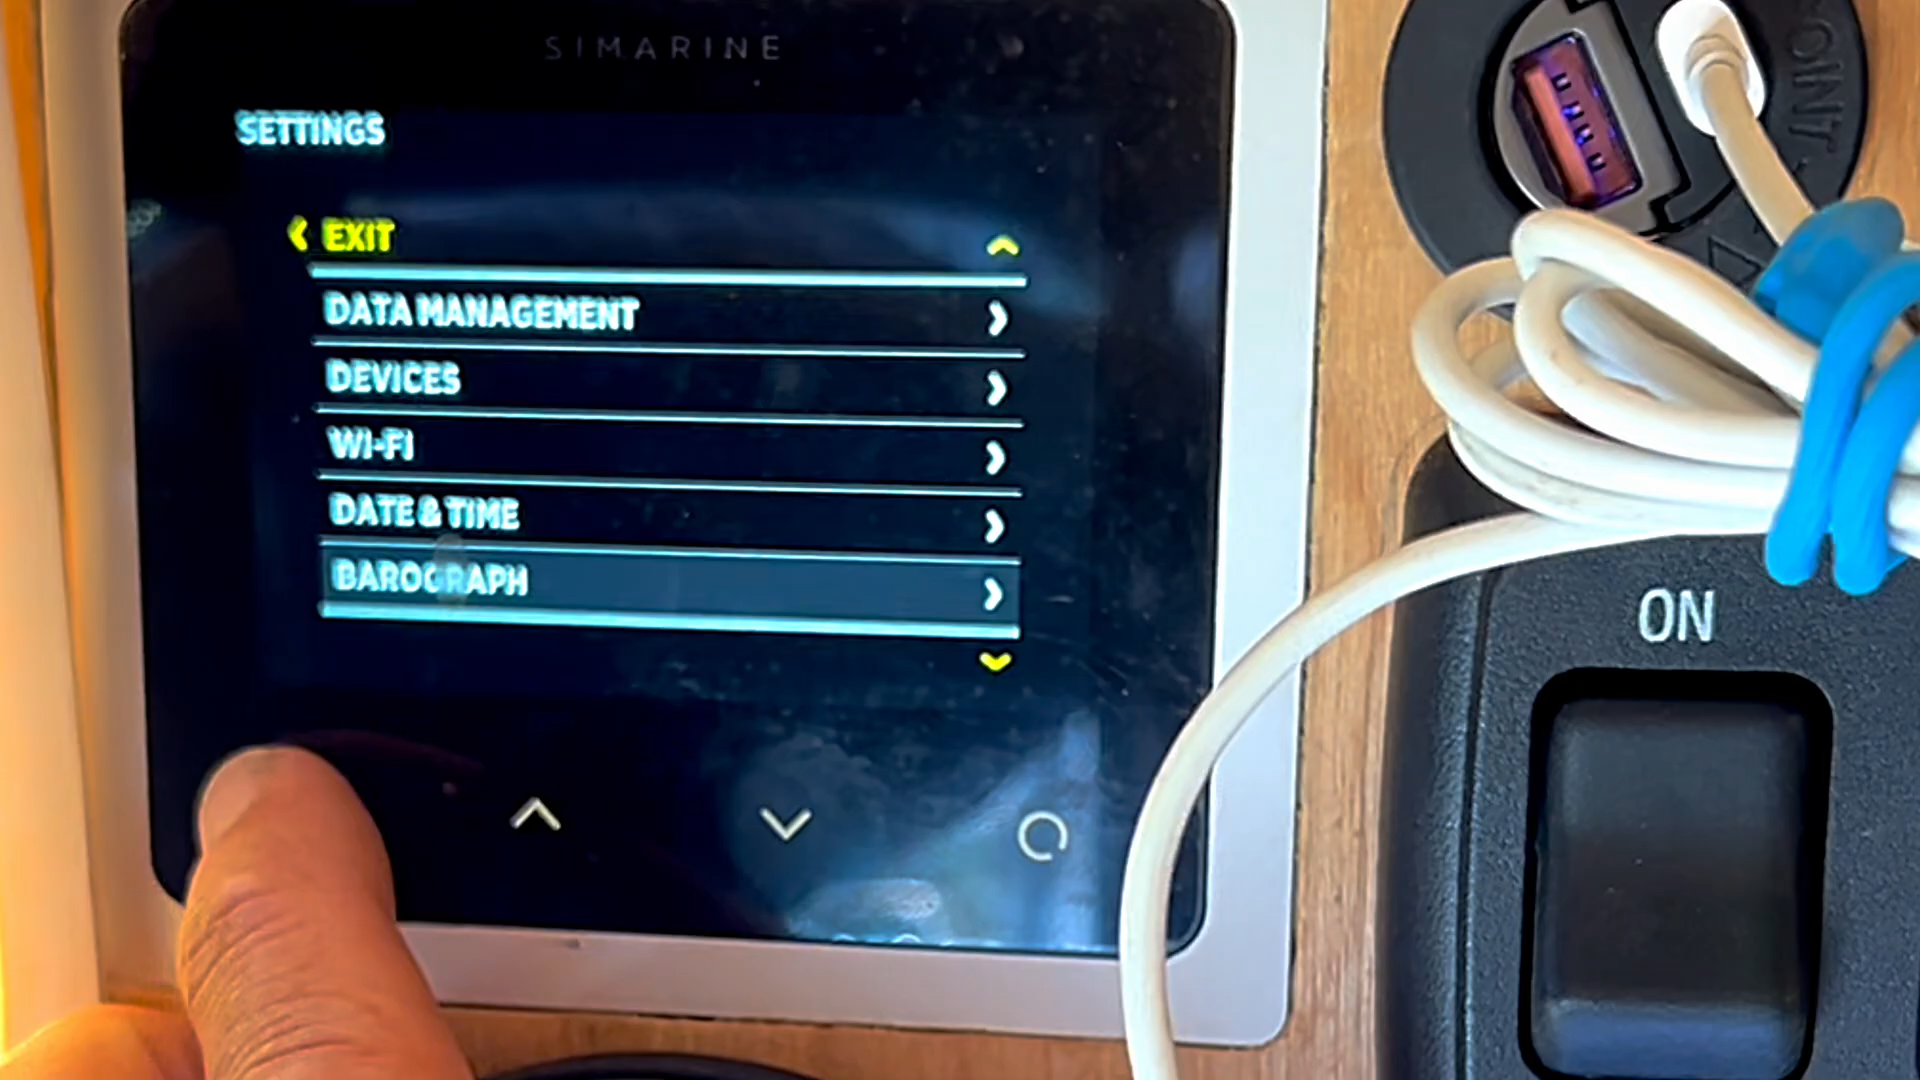 SIMARINE
SETTINGS
EXIT
DATA MANAGEMENT
DEVICES
WI-FI
DATE & TIME
BAROGRAPH
ON